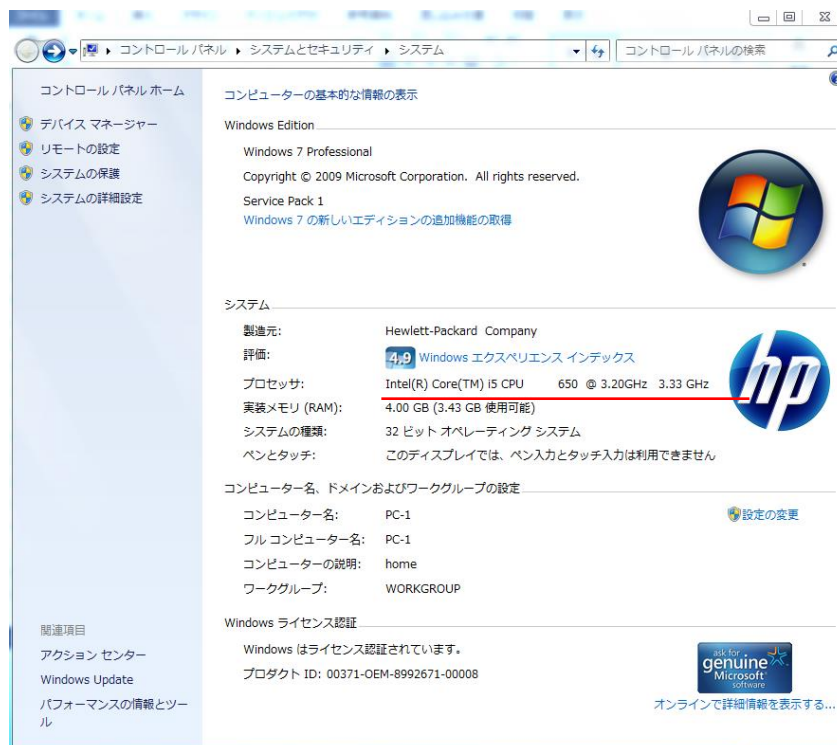 コントロール パネル ▸ システムとセキュリティ ▸ システム
コントロール パネルの検索
コントロール パネル ホーム
デバイス マネージャー
リモートの設定
システムの保護
システムの詳細設定
コンピューターの基本的な情報の表示
Windows Edition
Windows 7 Professional
Copyright © 2009 Microsoft Corporation. All rights reserved.
Service Pack 1
Windows 7 の新しいエディションの追加機能の取得
システム
製造元: Hewlett-Packard Company
評価: 4.9 Windows エクスペリエンス インデックス
プロセッサ: Intel(R) Core(TM) i5 CPU 650 @ 3.20GHz 3.33 GHz
実装メモリ (RAM): 4.00 GB (3.43 GB 使用可能)
システムの種類: 32 ビット オペレーティング システム
ペンとタッチ: このディスプレイでは、ペン入力とタッチ入力は利用できません
hp
コンピューター名、ドメインおよびワークグループの設定
コンピューター名: PC-1
設定の変更
フル コンピューター名: PC-1
コンピューターの説明: home
ワークグループ: WORKGROUP
Windows ライセンス認証
Windows はライセンス認証されています。
プロダクト ID: 00371-OEM-8992671-00008
ask for
genuine
Microsoft
software
オンラインで詳細情報を表示する...
関連項目
アクション センター
Windows Update
パフォーマンスの情報とツー
ル